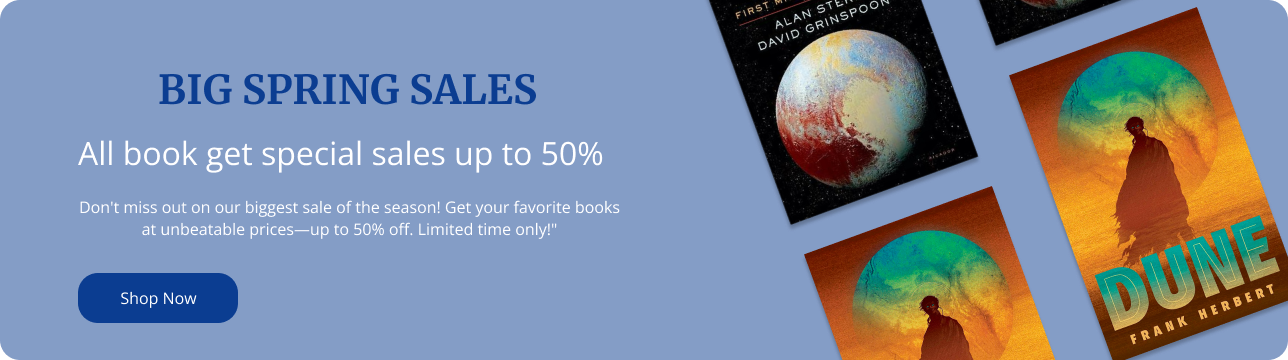 BIG SPRING SALES
All book get special sales up to 50%
Don't miss out on our biggest sale of the season! Get your favorite books
at unbeatable prices—up to 50% off. Limited time only!"
Shop Now
FIRST
ALAN
DAVID GRINSPOON
PICADOR
DUNE
FRANK HERBERT